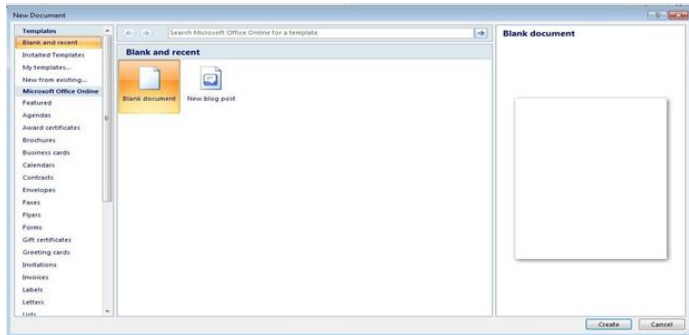 New Document
Templates
Blank and recent
Installed Templates
My templates...
New from existing...
Microsoft Office Online
Featured
Agendas
Award certificates
Brochures
Business cards
Calendars
Contracts
Envelopes
Faxes
Flyers
Forms
Gift certificates
Greeting cards
Invitations
Invoices
Labels
Letters
Lists
Search Microsoft Office Online for a template
Blank and recent
Blank document
New blog post
Blank document
Create
Cancel